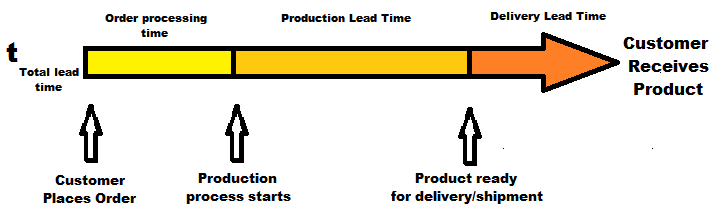 Order processing
time
Production Lead Time
Delivery Lead Time
t
Total lead
time
Customer
Receives
Product
Customer
Places Order
Production
process starts
Product ready
for delivery/shipment